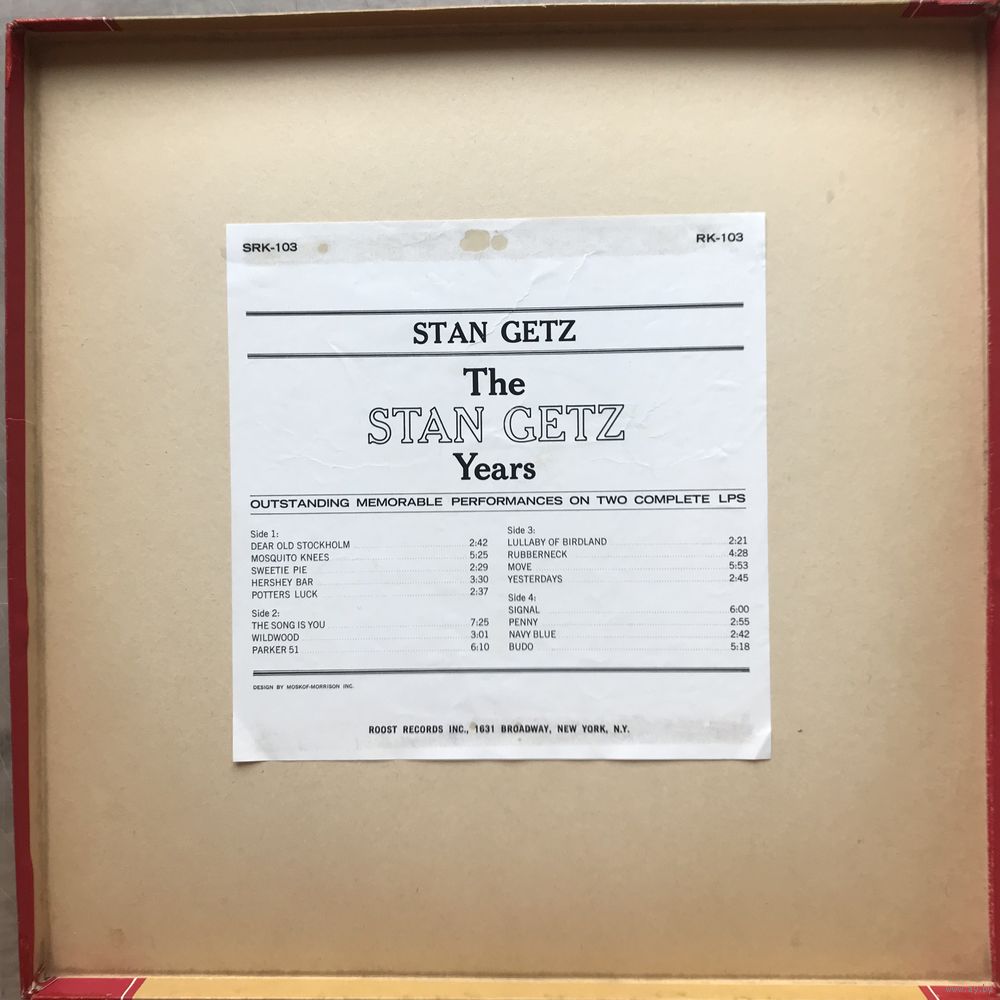 SRK-103 RK-103
STAN GETZ
The
STAN GETZ
Years
OUTSTANDING MEMORABLE PERFORMANCES ON TWO COMPLETE LPS
Side 1:
DEAR OLD STOCKHOLM 2:42
MOSQUITO KNEES 5:25
SWEETIE PIE 2:29
HERSHEY BAR 3:30
POTTERS LUCK 2:37
Side 2:
THE SONG IS YOU 7:25
WILDWOOD 3:01
PARKER 51 6:10
Side 3:
LULLABY OF BIRDLAND 2:21
RUBBERNECK 4:28
MOVE 5:53
YESTERDAYS 2:45
Side 4:
SIGNAL 6:00
PENNY 2:55
NAVY BLUE 2:42
BUDO 5:18
DESIGN BY MOSKOF-MORRISON INC.
ROOST RECORDS INC., 1631 BROADWAY, NEW YORK, N.Y.